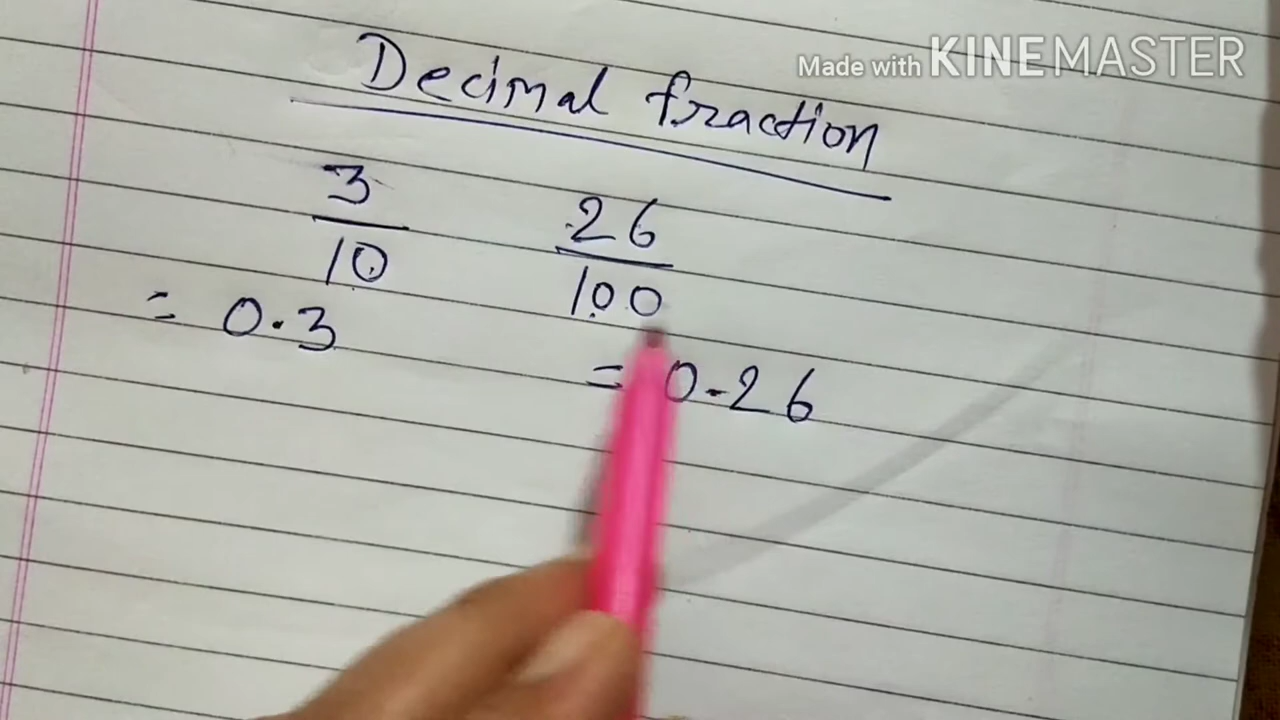 Made with KINEMASTER
Decimal fraction
3/10 26/100
= 0.3
= 0.26